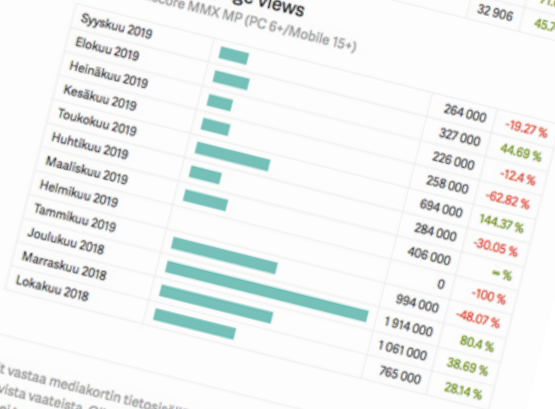 32 906 45.7
views
score MMX MP (PC 6+/Mobile 15+)
Syyskuu 2019 264 000 -19.27 %
Elokuu 2019 327 000 44.69 %
Heinäkuu 2019 226 000 -12.4 %
Kesäkuu 2019 258 000 -62.82 %
Toukokuu 2019 694 000 144.37 %
Huhtikuu 2019 284 000 -30.05 %
Maaliskuu 2019 406 000 ∞ %
Helmikuu 2019 0 -100 %
Tammikuu 2019 994 000 -48.07 %
Joulukuu 2018 1 914 000 80.4 %
Marraskuu 2018 1 061 000 38.69 %
Lokakuu 2018 765 000 28.14 %
vastaa mediakortin
vaateista.